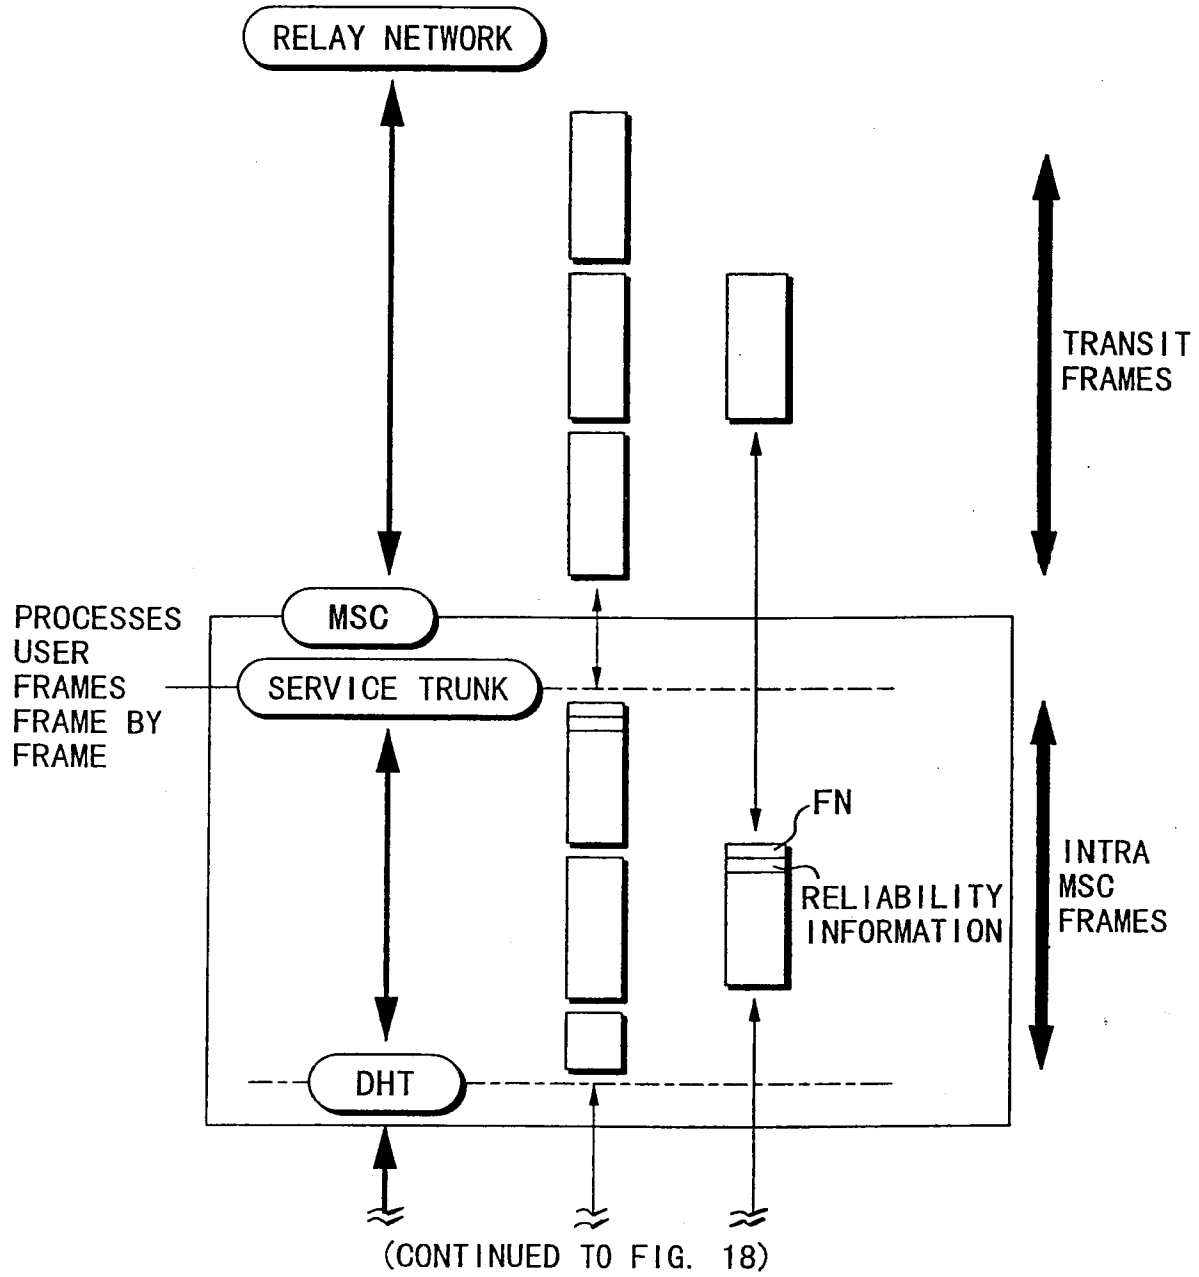 RELAY NETWORK
TRANSIT
FRAMES
MSC
PROCESSES
USER
FRAMES
FRAME BY
FRAME
SERVICE TRUNK
FN
RELIABILITY
INFORMATION
INTRA
MSC
FRAMES
DHT
(CONTINUED TO FIG. 18)